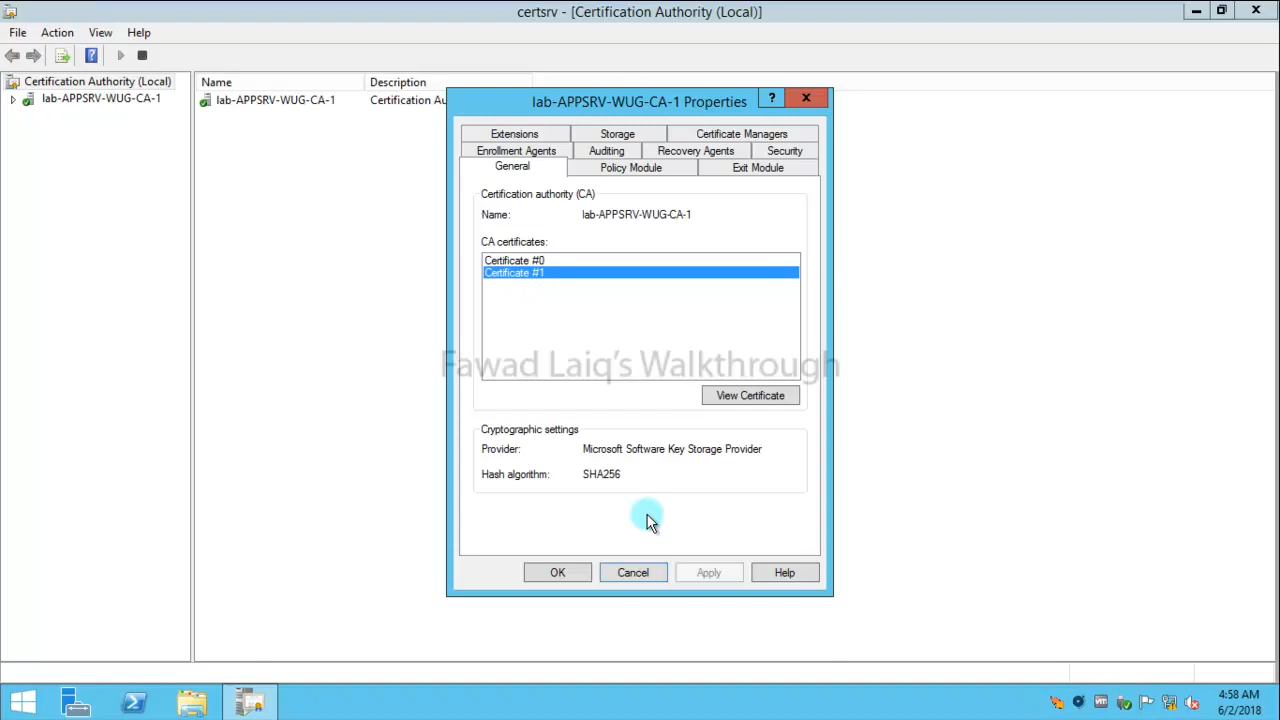 certsrv - [Certification Authority (Local)]
File Action View Help
Certification Authority (Local)
lab-APPSRV-WUG-CA-1
Name Description
lab-APPSRV-WUG-CA-1 Certification Au
lab-APPSRV-WUG-CA-1 Properties
?
Extensions Storage Certificate Managers
Enrollment Agents Auditing Recovery Agents Security
General Policy Module Exit Module
Certification authority (CA)
Name: lab-APPSRV-WUG-CA-1
CA certificates:
Certificate #0
Certificate #1
Fawad Laiq's Walkthrough
View Certificate
Cryptographic settings
Provider: Microsoft Software Key Storage Provider
Hash algorithm: SHA256
OK Cancel Apply Help
4:58 AM
6/2/2018